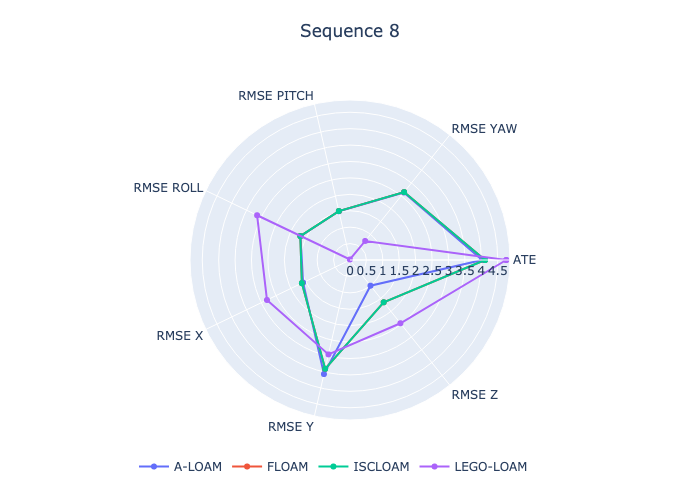 Sequence 8
RMSE PITCH
RMSE YAW
RMSE ROLL
ATE
0 0.5 1 1.5 2 2.5 3 3.5 4 4.5
RMSE X
RMSE Z
RMSE Y
A-LOAM FLOAM ISCLOAM LEGO-LOAM